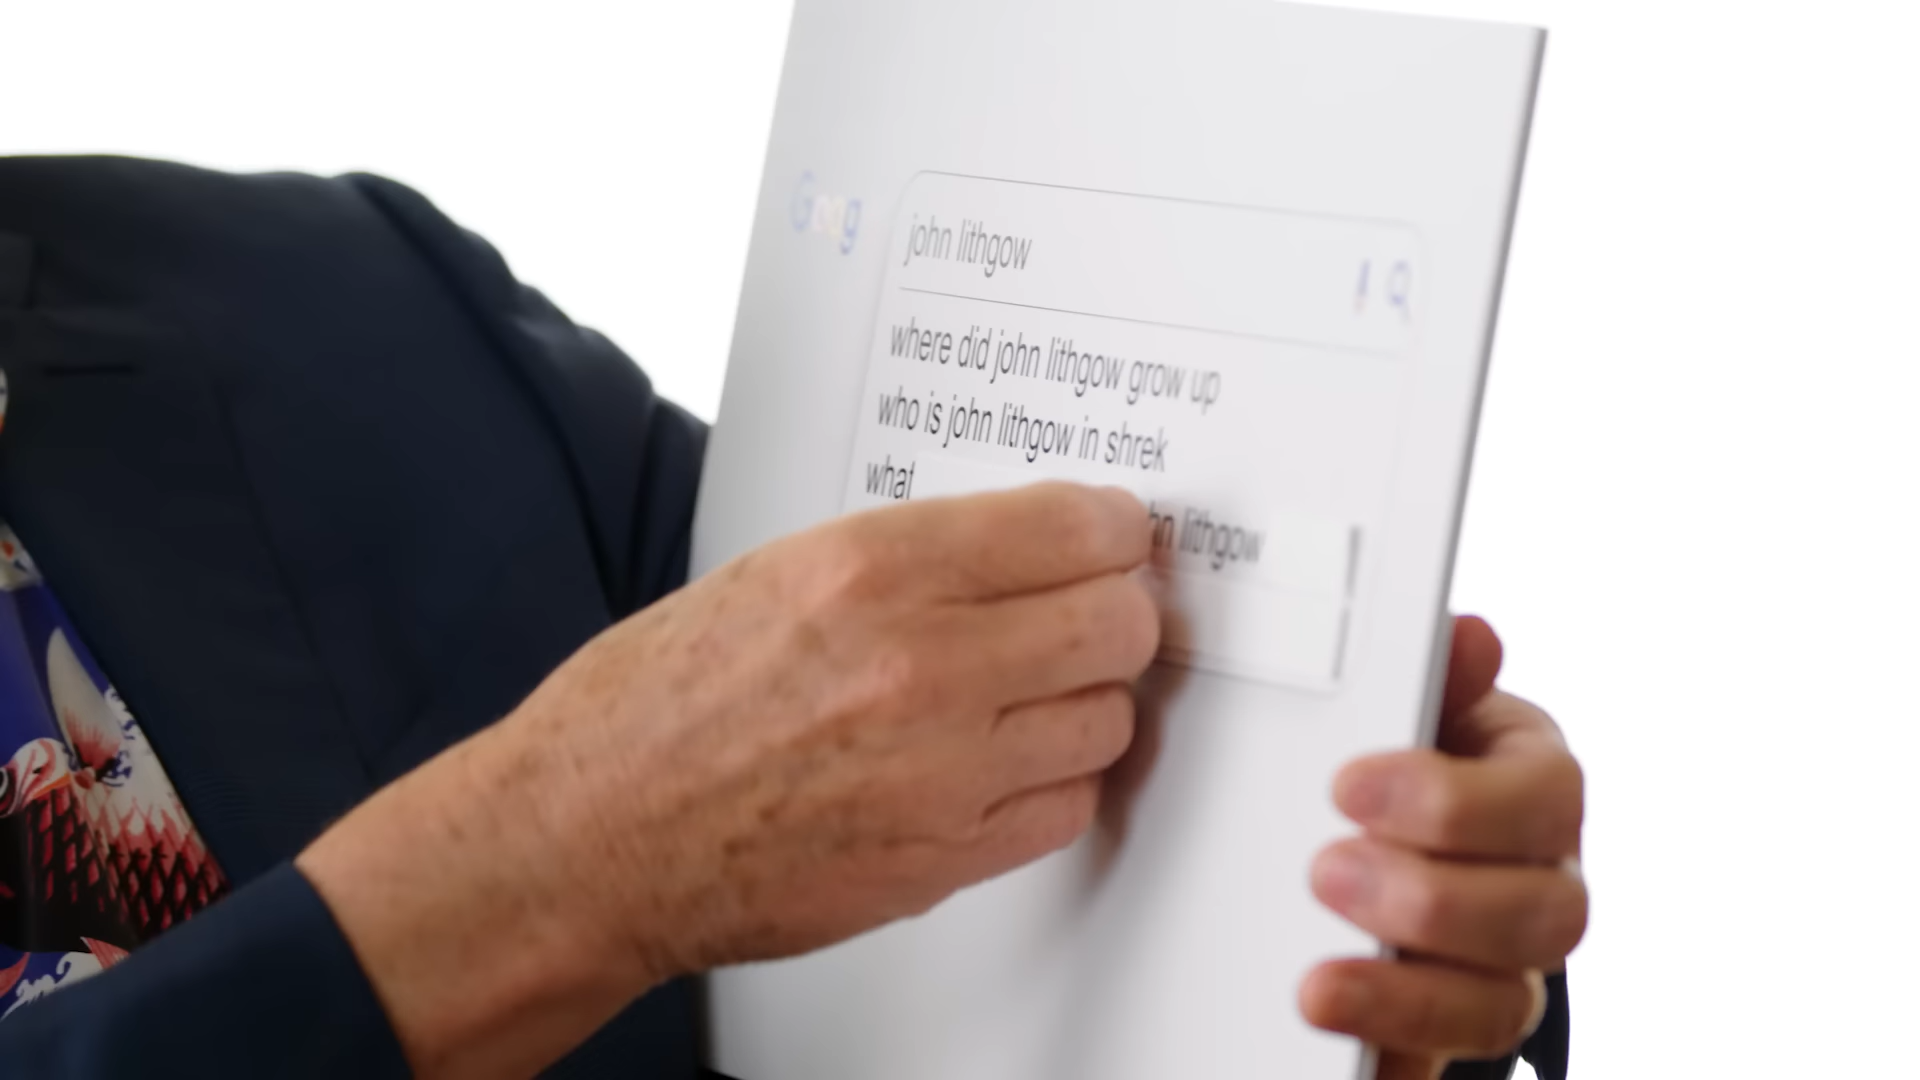 Goog
john lithgow
where did john lithgow grow up
who is john lithgow in shrek
what hn lithgow